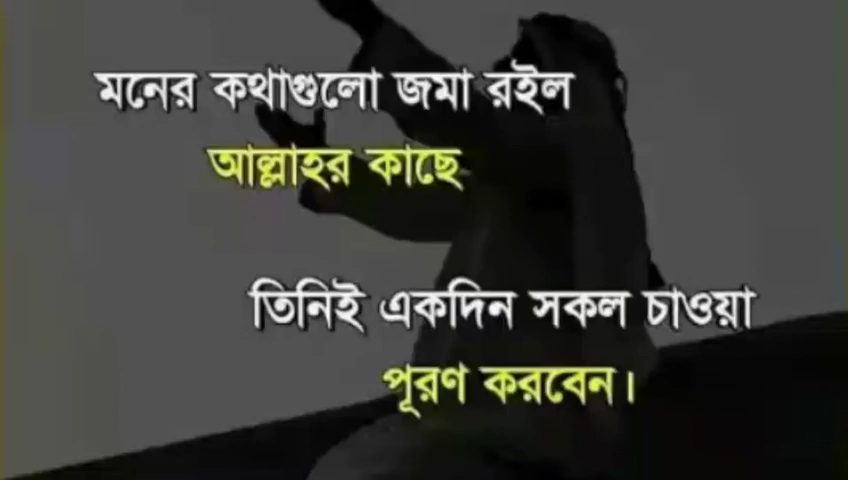 মনের কথাগুলো জমা রইল
আল্লাহর কাছে
তিনিই একদিন সকল চাওয়া
পূরণ করবেন।